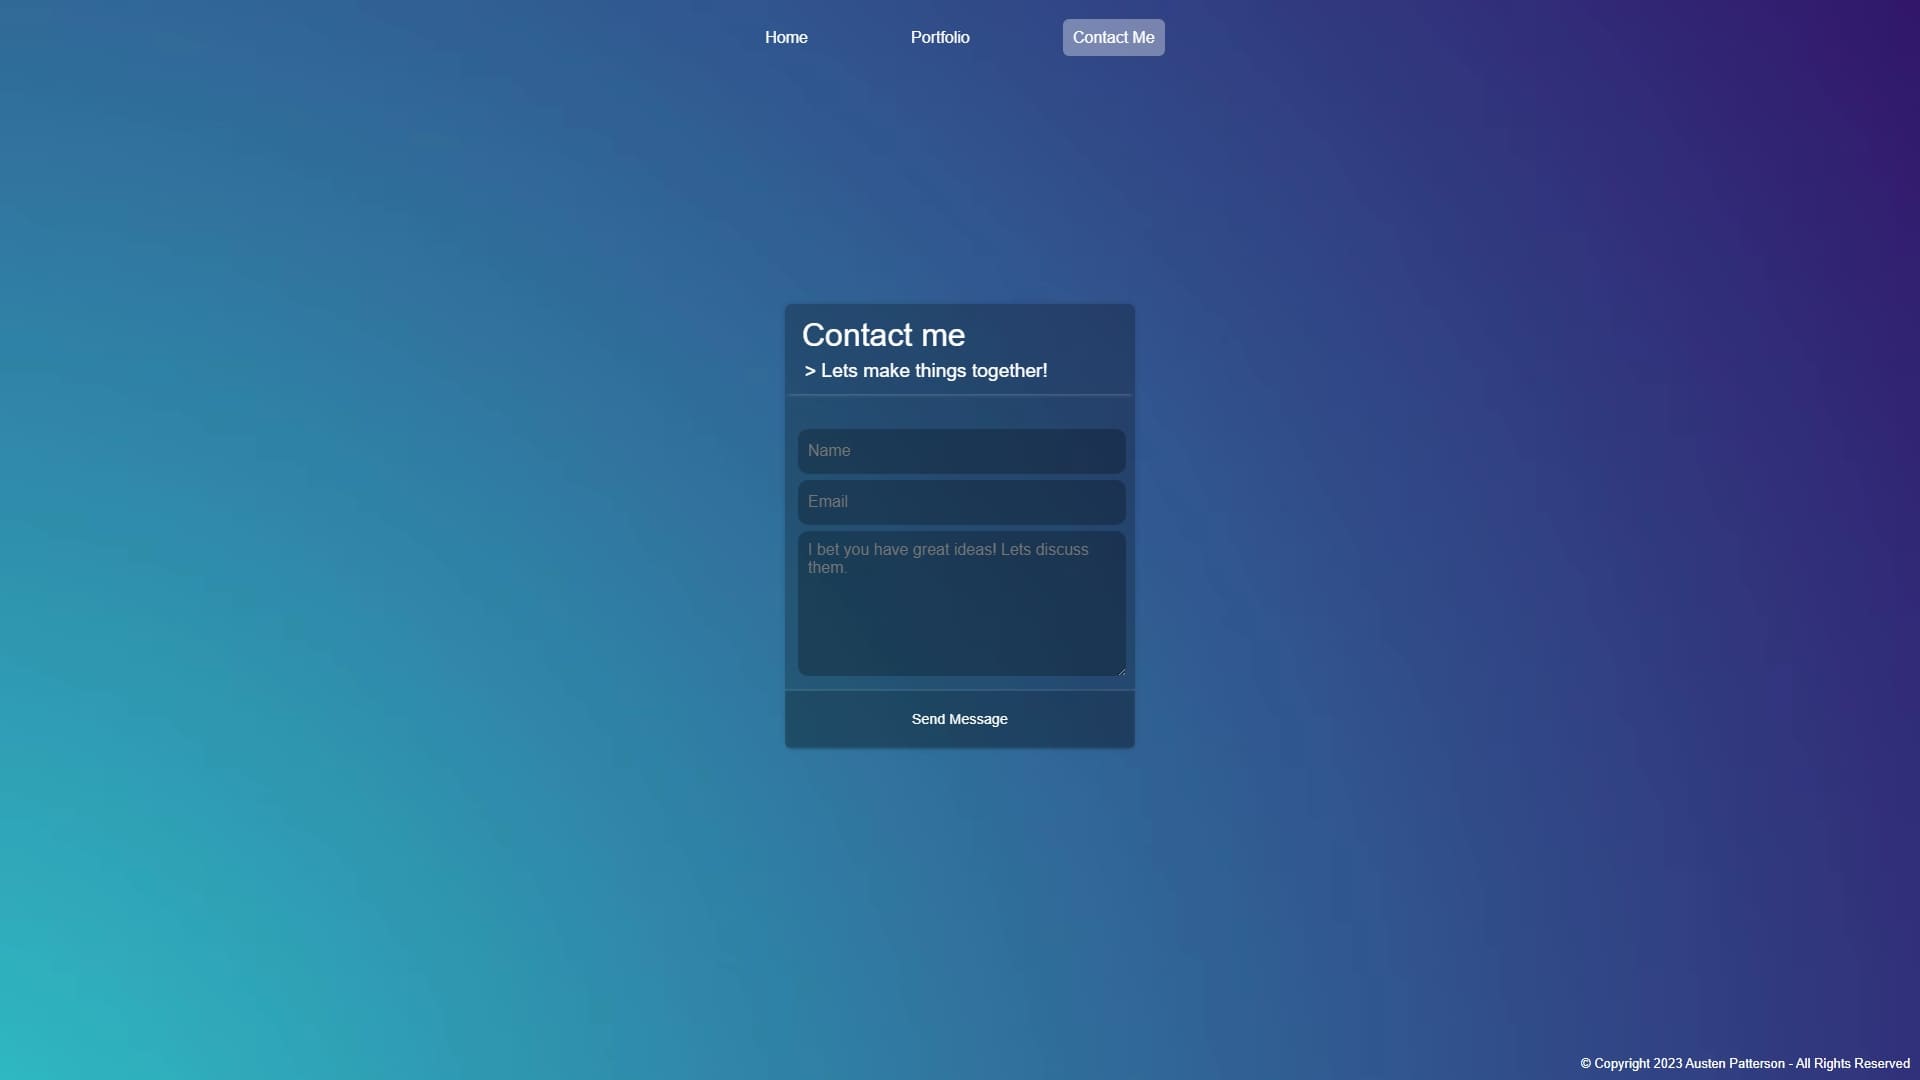 Home
Portfolio
Contact Me
Contact me
> Lets make things together!
Name
Email
I bet you have great ideas! Lets discuss
them.
Send Message
© Copyright 2023 Austen Patterson - All Rights Reserved